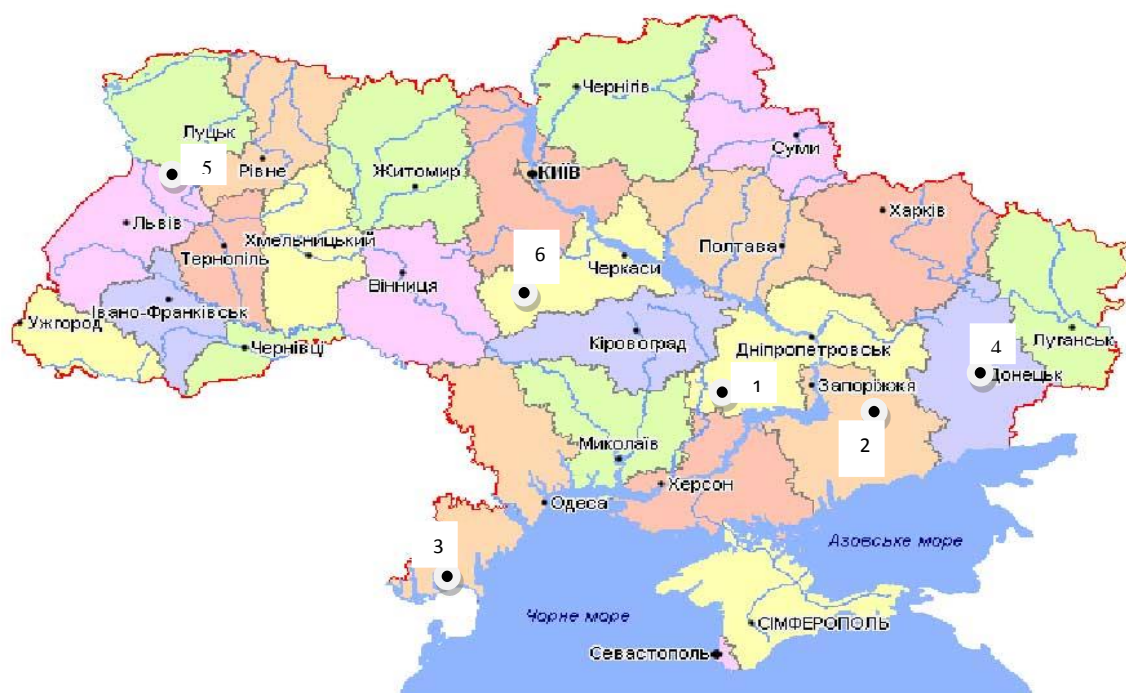 Чернігів
Луцьк
Суми
5
Рівне
Житомир
КИЇВ
Львів
Харків
Хмельницький
Полтава
6
Тернопіль
Черкаси
Вінниця
Івано-Франківськ
Ужгород
Кіровоград
Дніпропетровськ
Луганськ
Чернівці
4
Донецьк
1
Запоріжжя
2
Миколаїв
Херсон
Одеса
3
Азовське море
Чорне море
СІМФЕРОПОЛЬ
Севастополь